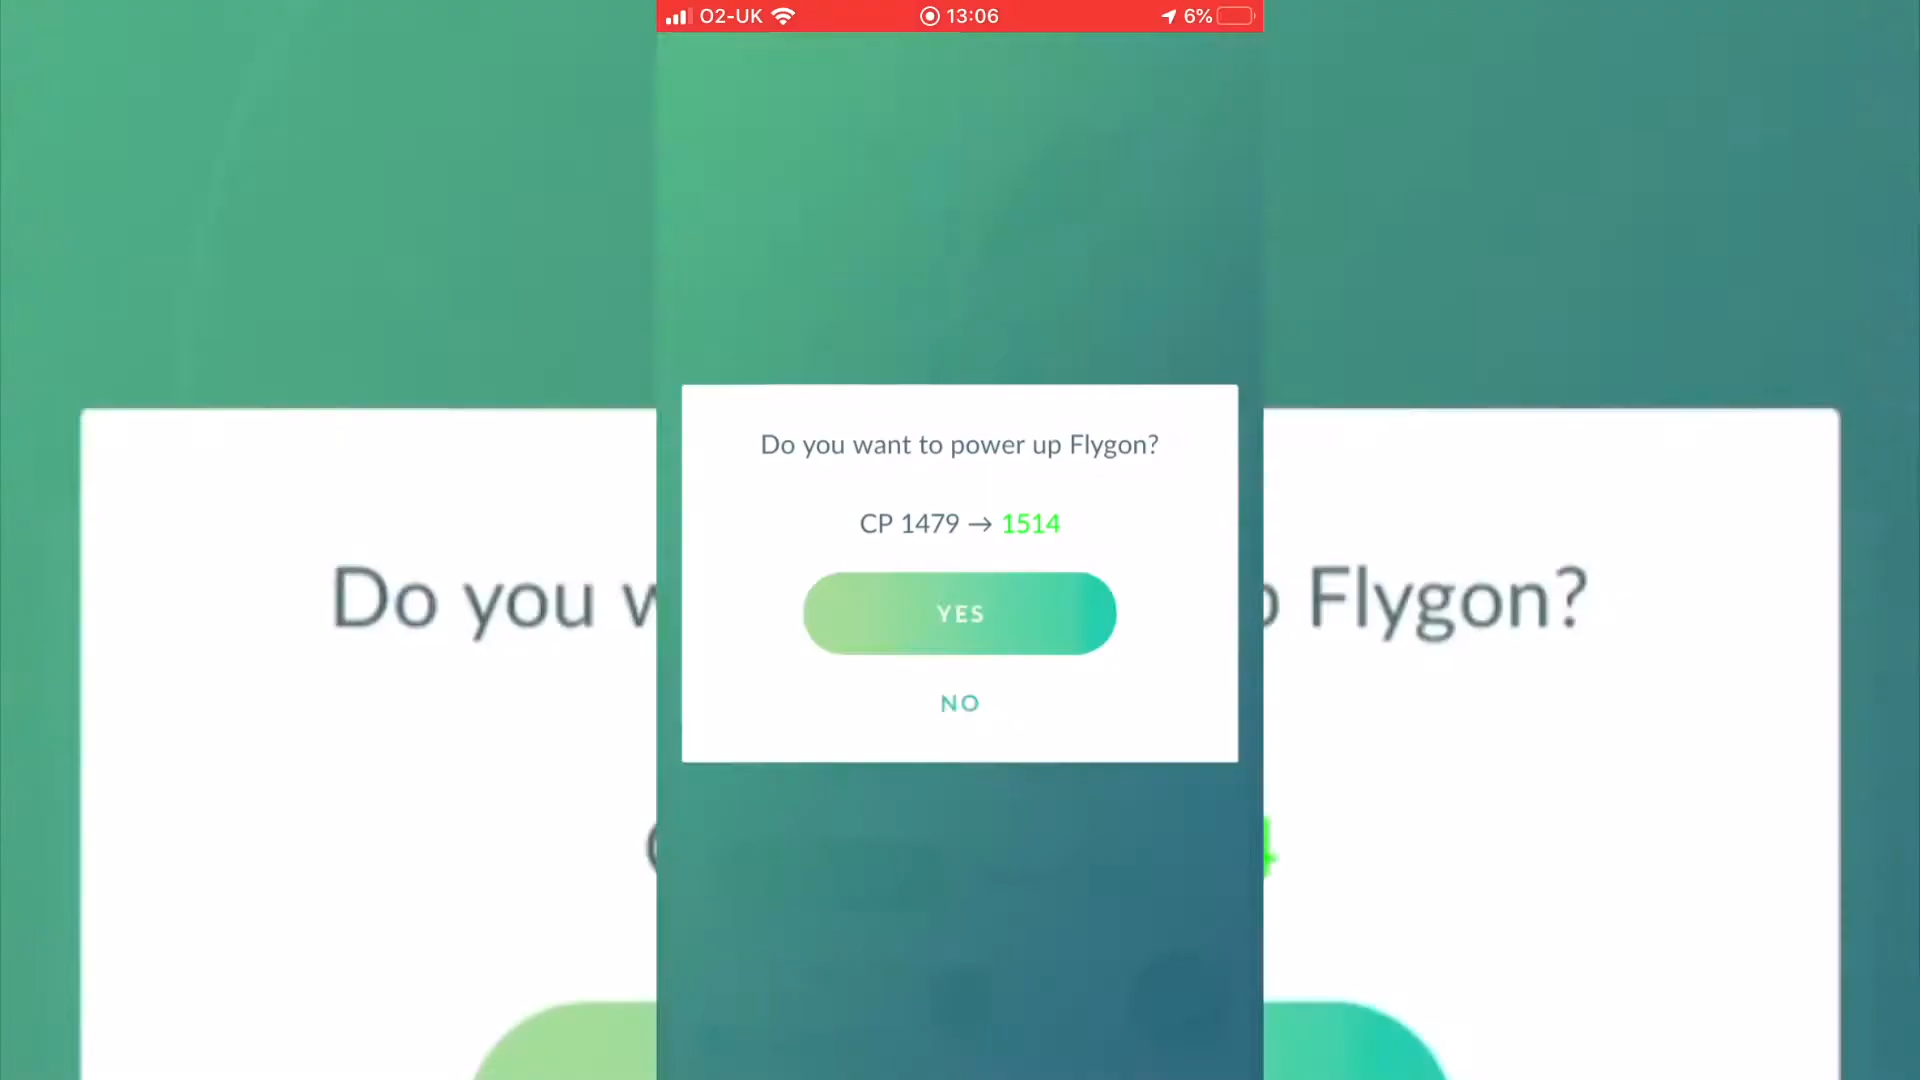 O2-UK 13:06 6%
Do you want to power up Flygon?
CP 1479 → 1514
YES
NO
Do you w
Flygon?